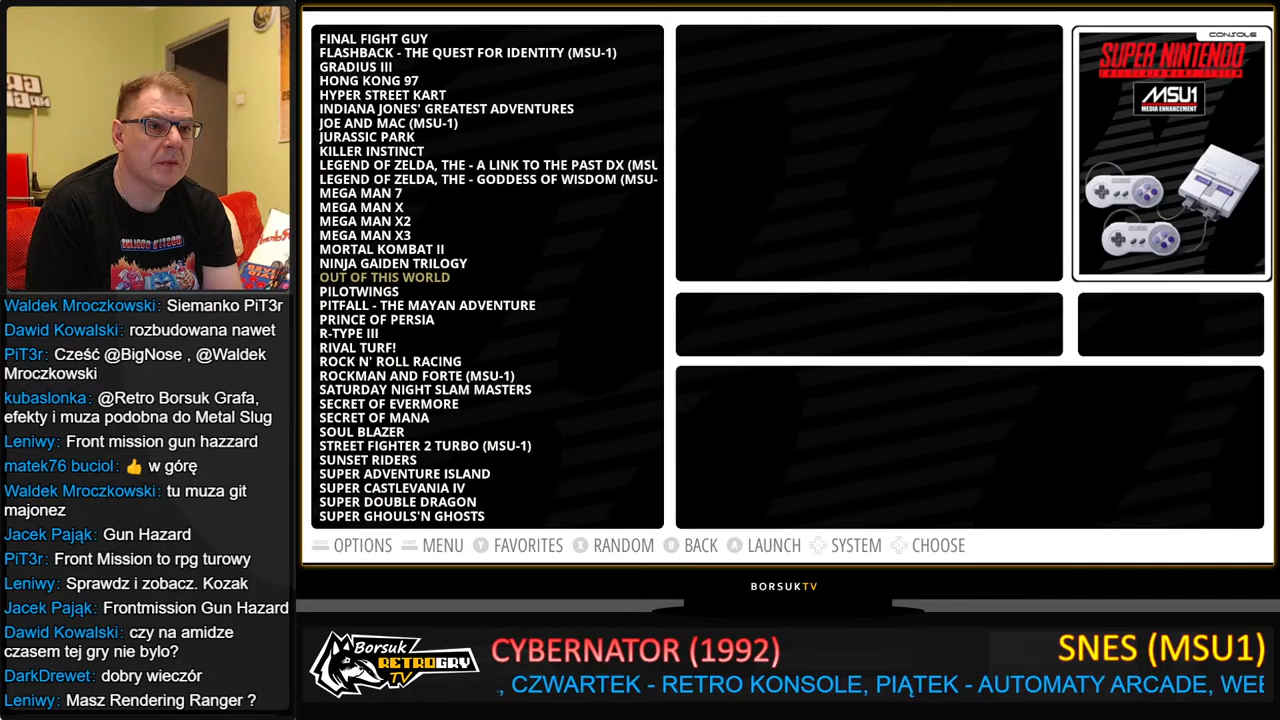 FINAL FIGHT GUY
FLASHBACK - THE QUEST FOR IDENTITY (MSU-1)
GRADIUS III
HONG KONG 97
HYPER STREET KART
INDIANA JONES' GREATEST ADVENTURES
JOE AND MAC (MSU-1)
JURASSIC PARK
KILLER INSTINCT
LEGEND OF ZELDA, THE - A LINK TO THE PAST DX (MSU
LEGEND OF ZELDA, THE - GODDESS OF WISDOM (MSU-
MEGA MAN 7
MEGA MAN X
MEGA MAN X2
MEGA MAN X3
MORTAL KOMBAT II
NINJA GAIDEN TRILOGY
OUT OF THIS WORLD
PILOTWINGS
PITFALL - THE MAYAN ADVENTURE
PRINCE OF PERSIA
R-TYPE III
RIVAL TURF!
ROCK N' ROLL RACING
ROCKMAN AND FORTE (MSU-1)
SATURDAY NIGHT SLAM MASTERS
SECRET OF EVERMORE
SECRET OF MANA
SOUL BLAZER
STREET FIGHTER 2 TURBO (MSU-1)
SUNSET RIDERS
SUPER ADVENTURE ISLAND
SUPER CASTLEVANIA IV
SUPER DOUBLE DRAGON
SUPER GHOULS'N GHOSTS
CONSOLE
SUPER NINTENDO
ENTERTAINMENT SYSTEM
MSU1
MEDIA ENHANCEMENT
SELECT OPTIONS START MENU Y FAVORITES X RANDOM B BACK A LAUNCH SYSTEM CHOOSE
Waldek Mroczkowski: Siemanko PiT3r
Dawid Kowalski: rozbudowana nawet
PiT3r: Cześć @BigNose , @Waldek
Mroczkowski
kubaslonka: @Retro Borsuk Grafa,
efekty i muza podobna do Metal Slug
Leniwy: Front mission gun hazzard
matek76 buciol: 👍 w górę
Waldek Mroczkowski: tu muza git
majonez
Jacek Pająk: Gun Hazard
PiT3r: Front Mission to rpg turowy
Leniwy: Sprawdz i zobacz. Kozak
Jacek Pająk: Frontmission Gun Hazard
Dawid Kowalski: czy na amidze
czasem tej gry nie bylo?
DarkDrewet: dobry wieczór
Leniwy: Masz Rendering Ranger ?
BORSUKTV
Borsuk
RETROGRY
TV
CYBERNATOR (1992)
SNES (MSU1)
., CZWARTEK - RETRO KONSOLE, PIĄTEK - AUTOMATY ARCADE, WEE